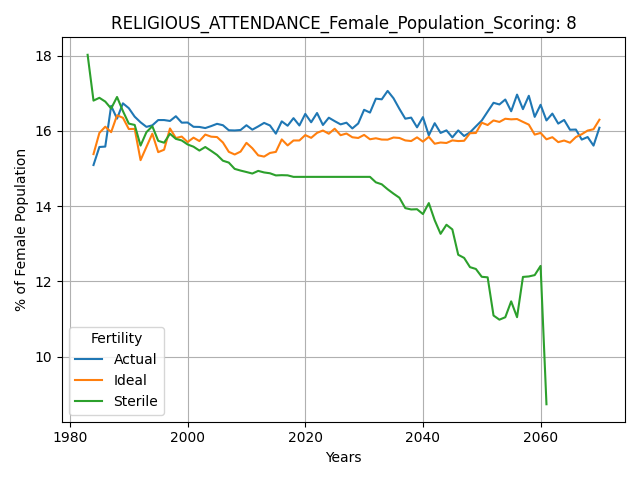 RELIGIOUS_ATTENDANCE_Female_Population_Scoring: 8
% of Female Population
18
16
14
12
10
Fertility
Actual
Ideal
Sterile
1980
2000
2020
2040
2060
Years